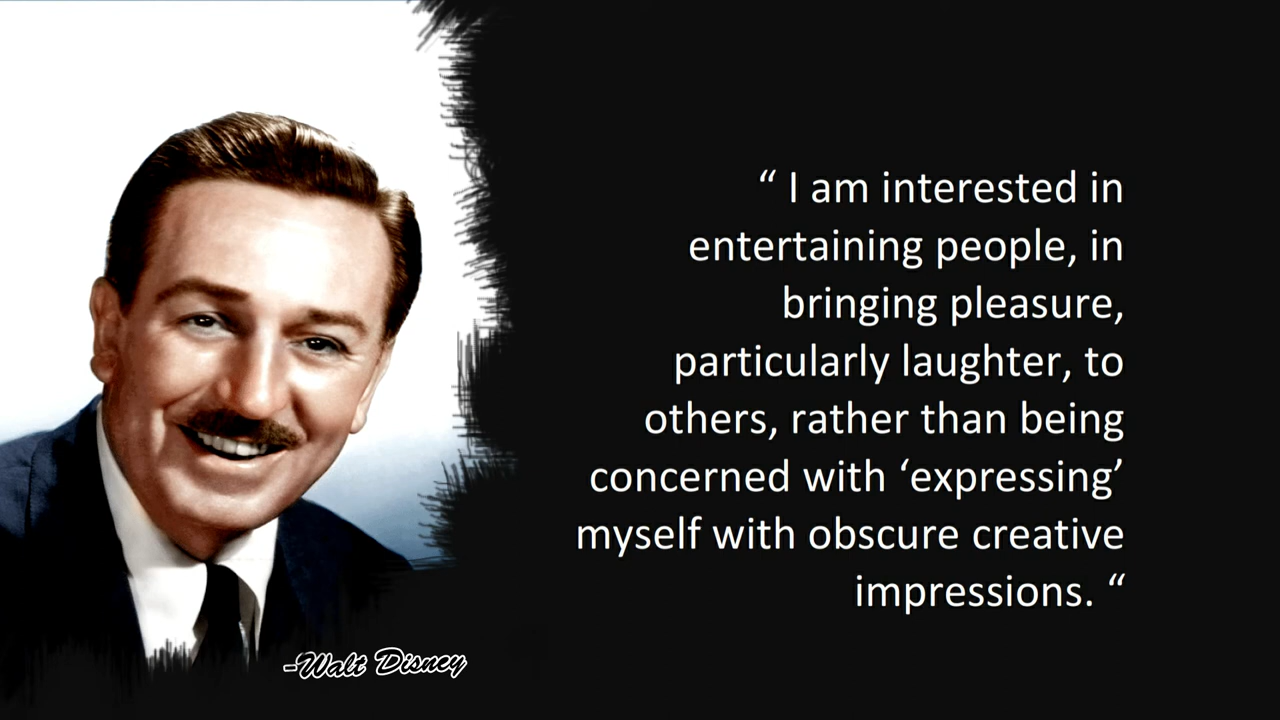 “ I am interested in
entertaining people, in
bringing pleasure,
particularly laughter, to
others, rather than being
concerned with ‘expressing’
myself with obscure creative
impressions. “
-Walt Disney